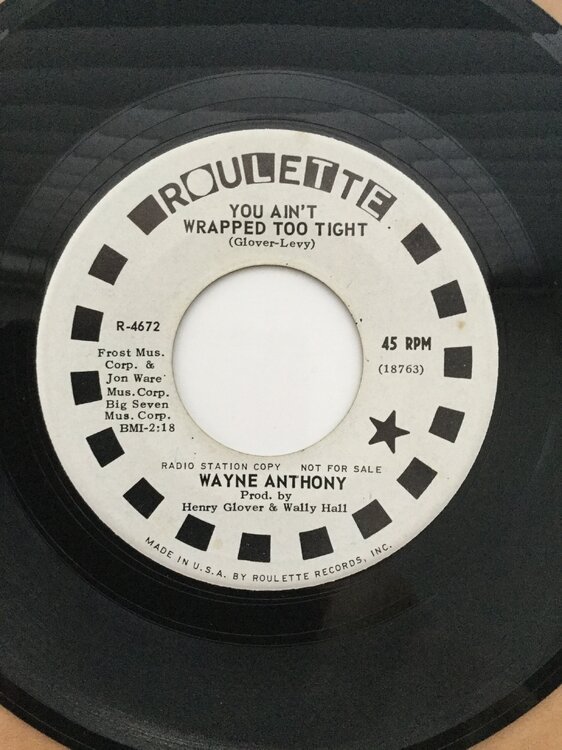 ROULETTE
YOU AIN'T
WRAPPED TOO TIGHT
(Glover-Levy)
R-4672
45 RPM
(18763)
Frost Mus.
Corp. &
Jon Ware
Mus.Corp.
Big Seven
Mus. Corp.
BMI-2:18
RADIO STATION COPY NOT FOR SALE
WAYNE ANTHONY
Prod. by
Henry Glover & Wally Hall
MADE IN U.S.A. BY ROULETTE RECORDS, INC.